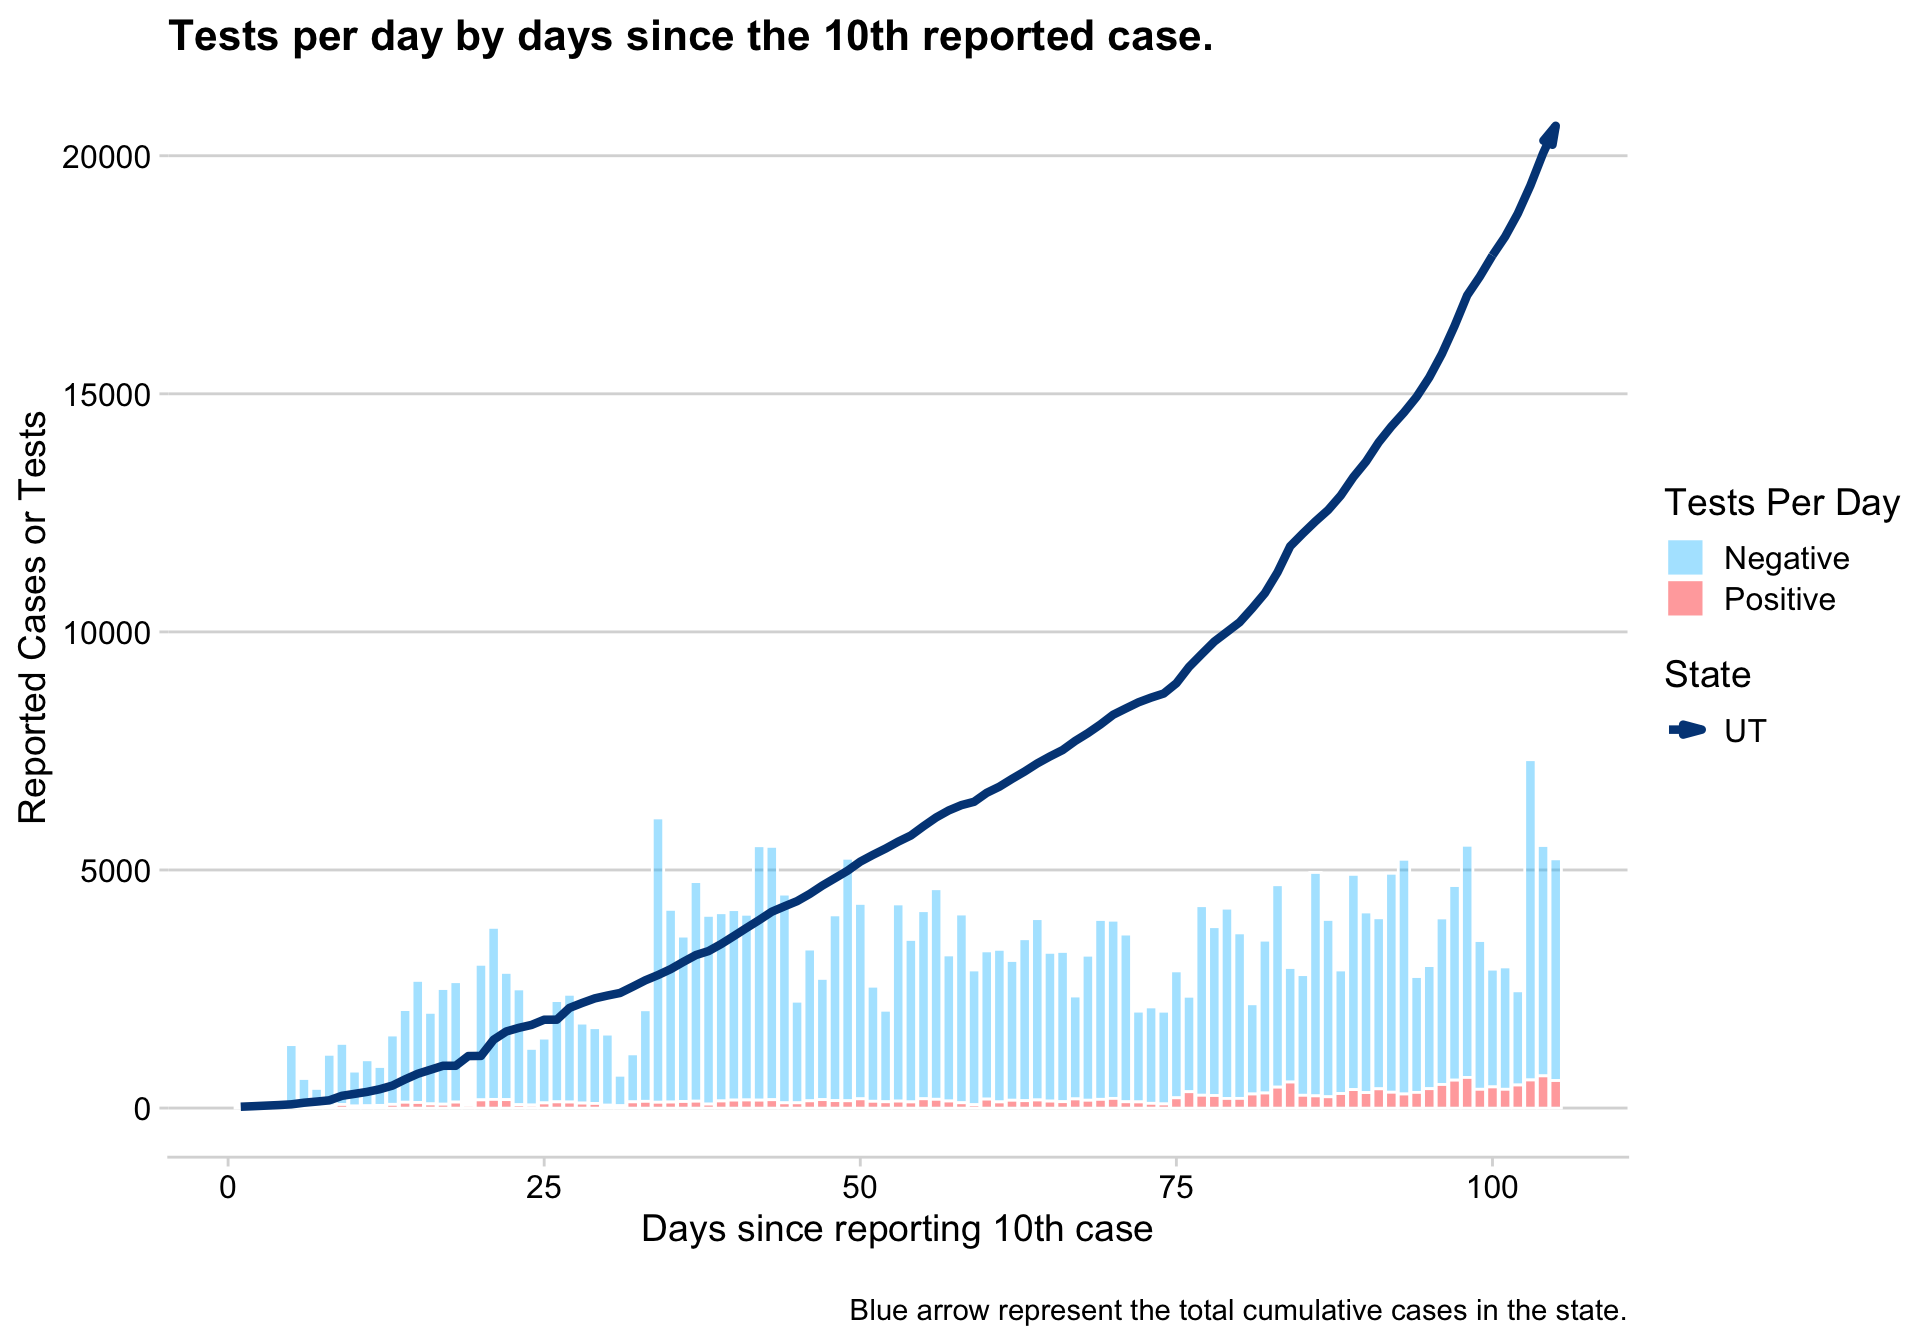 Tests per day by days since the 10th reported case.
20000
15000
10000
5000
0
Reported Cases or Tests
0 25 50 75 100
Days since reporting 10th case
Tests Per Day
Negative
Positive
State
UT
Blue arrow represent the total cumulative cases in the state.